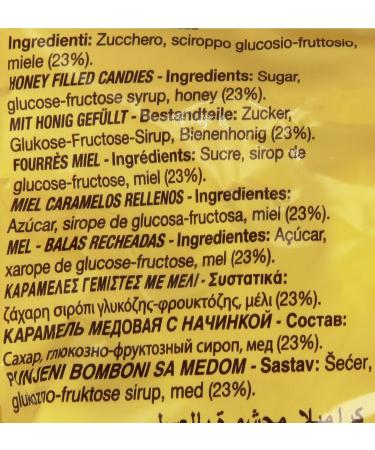 Ingredienti: Zucchero, sciroppo glucosio-fruttosio,
miele (23%).
HONEY FILLED CANDIES - Ingredients: Sugar,
glucose-fructose syrup, honey (23%).
MIT HONIG GEFÜLLT - Bestandteile: Zucker,
Glukose-Fructose-Sirup, Bienenhonig (23%).
FOURRÈS MIEL - Ingrédients: Sucre, sirop de
glucose-fructose, miel (23%).
MIEL CARAMELOS RELLENOS - Ingredientes:
Azúcar, sirope de glucosa-fructosa, miel (23%).
MEL - BALAS RECHEADAS - Ingredientes: Açúcar,
xarope de glucose-fructose, mel (23%).
ΚΑΡΑΜΕΛΕΣ ΓΕΜΙΣΤΕΣ ΜΕ ΜΕΛΙ - Συστατικά:
ζάχαρη σιρόπι γλυκόζης-φρουκτόζης, μέλι (23%).
КАРАМЕЛЬ МЕДОВАЯ С НАЧИНКОЙ - Состав:
Сахар, глюкозно-фруктозный сироп, мед (23%).
PUNJENI BOMBONI SA MEDOM - Sastav: Šećer,
glukozno-fruktose sirup, med (23%).